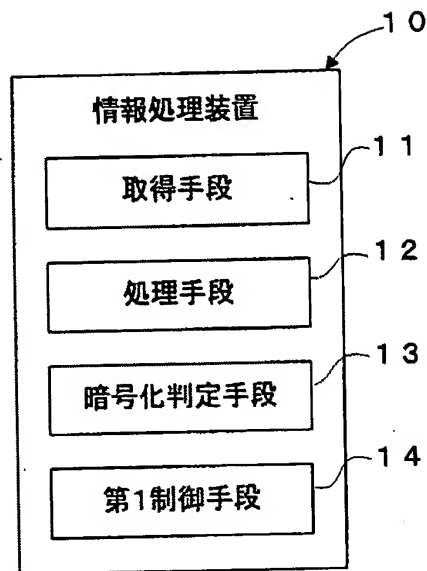 10
情報処理装置
11
取得手段
12
処理手段
13
暗号化判定手段
14
第1制御手段